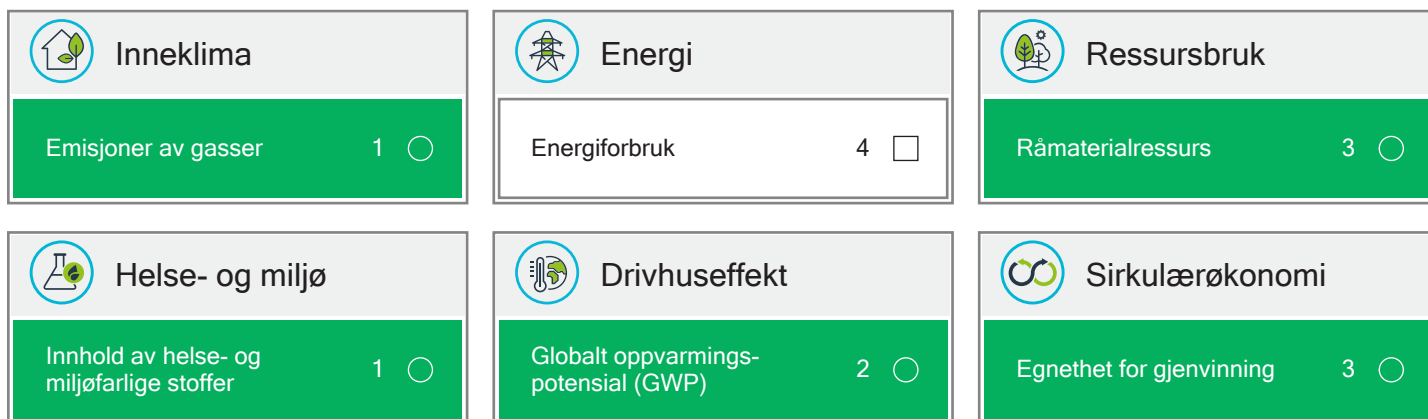 Inneklima
Emisjoner av gasser 1
Energi
Energiforbruk 4
Ressursbruk
Råmaterialressurs 3
Helse- og miljø
Innhold av helse- og
miljøfarlige stoffer 1
Drivhuseffekt
Globalt oppvarmings-
potensial (GWP) 2
Sirkulærøkonomi
Egnethet for gjenvinning 3